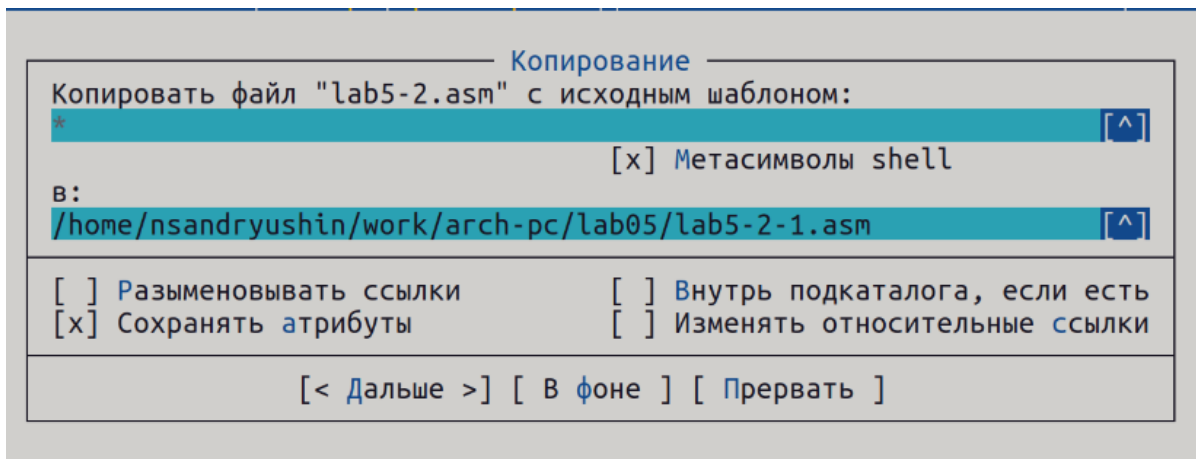 Копирование
Копировать файл "lab5-2.asm" с исходным шаблоном:
* [^]
[x] Метасимволы shell
в:
/home/nsandryushin/work/arch-pc/lab05/lab5-2-1.asm [^]
[ ] Разыменовывать ссылки [ ] Внутрь подкаталога, если есть
[x] Сохранять атрибуты [ ] Изменять относительные ссылки
[< Дальше >] [ В фоне ] [ Прервать ]